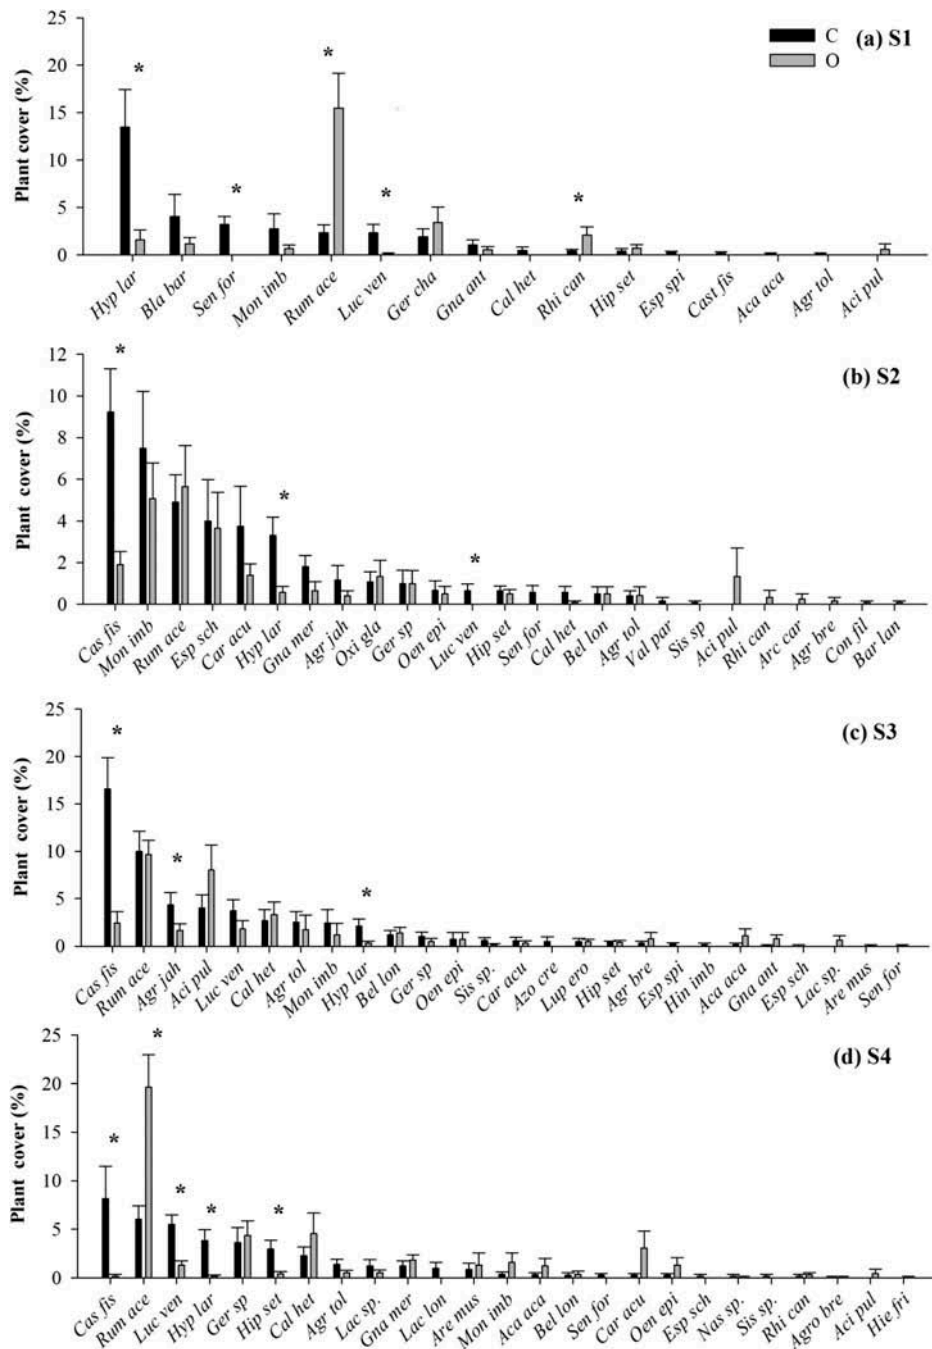 25
20
15
10
5
0
Plant cover (%)
C
O
(a) S1
*
*
*
*
*
Hyp lar
Bla bar
Sen for
Mon imb
Rum ace
Luc ven
Ger cha
Gna ant
Cal het
Rhi can
Hip set
Esp spi
Cast fis
Aca aca
Agr tol
Aci pul
12
10
8
6
4
2
0
Plant cover (%)
(b) S2
*
*
*
Cas fis
Mon imb
Rum ace
Esp sch
Car acu
Hyp lar
Gna mer
Agr jah
Oxi gla
Ger sp
Oen epi
Luc ven
Hip set
Sen for
Cal het
Bel lon
Agr tol
Val par
Sis sp
Aci pul
Rhi can
Arc car
Agr bre
Con fil
Bar lan
25
20
15
10
5
0
Plant cover (%)
(c) S3
*
*
*
Cas fis
Rum ace
Agr jah
Aci pul
Luc ven
Cal het
Agr tol
Mon imb
Hyp lar
Bel lon
Ger sp
Oen epi
Sis sp.
Car acu
Azo cre
Lup ero
Hip set
Agr bre
Esp spi
Hin imb
Aca aca
Gna ant
Esp sch
Lac sp.
Are mus
Sen for
25
20
15
10
5
0
Plant cover (%)
(d) S4
*
*
*
*
*
Cas fis
Rum ace
Luc ven
Hyp lar
Ger sp
Hip set
Cal het
Agr tol
Lac sp.
Gna mer
Lac lon
Are mus
Mon imb
Aca aca
Bel lon
Sen for
Car acu
Oen epi
Esp sch
Nas sp.
Sis sp.
Rhi can
Agro bre
Aci pul
Hie fri